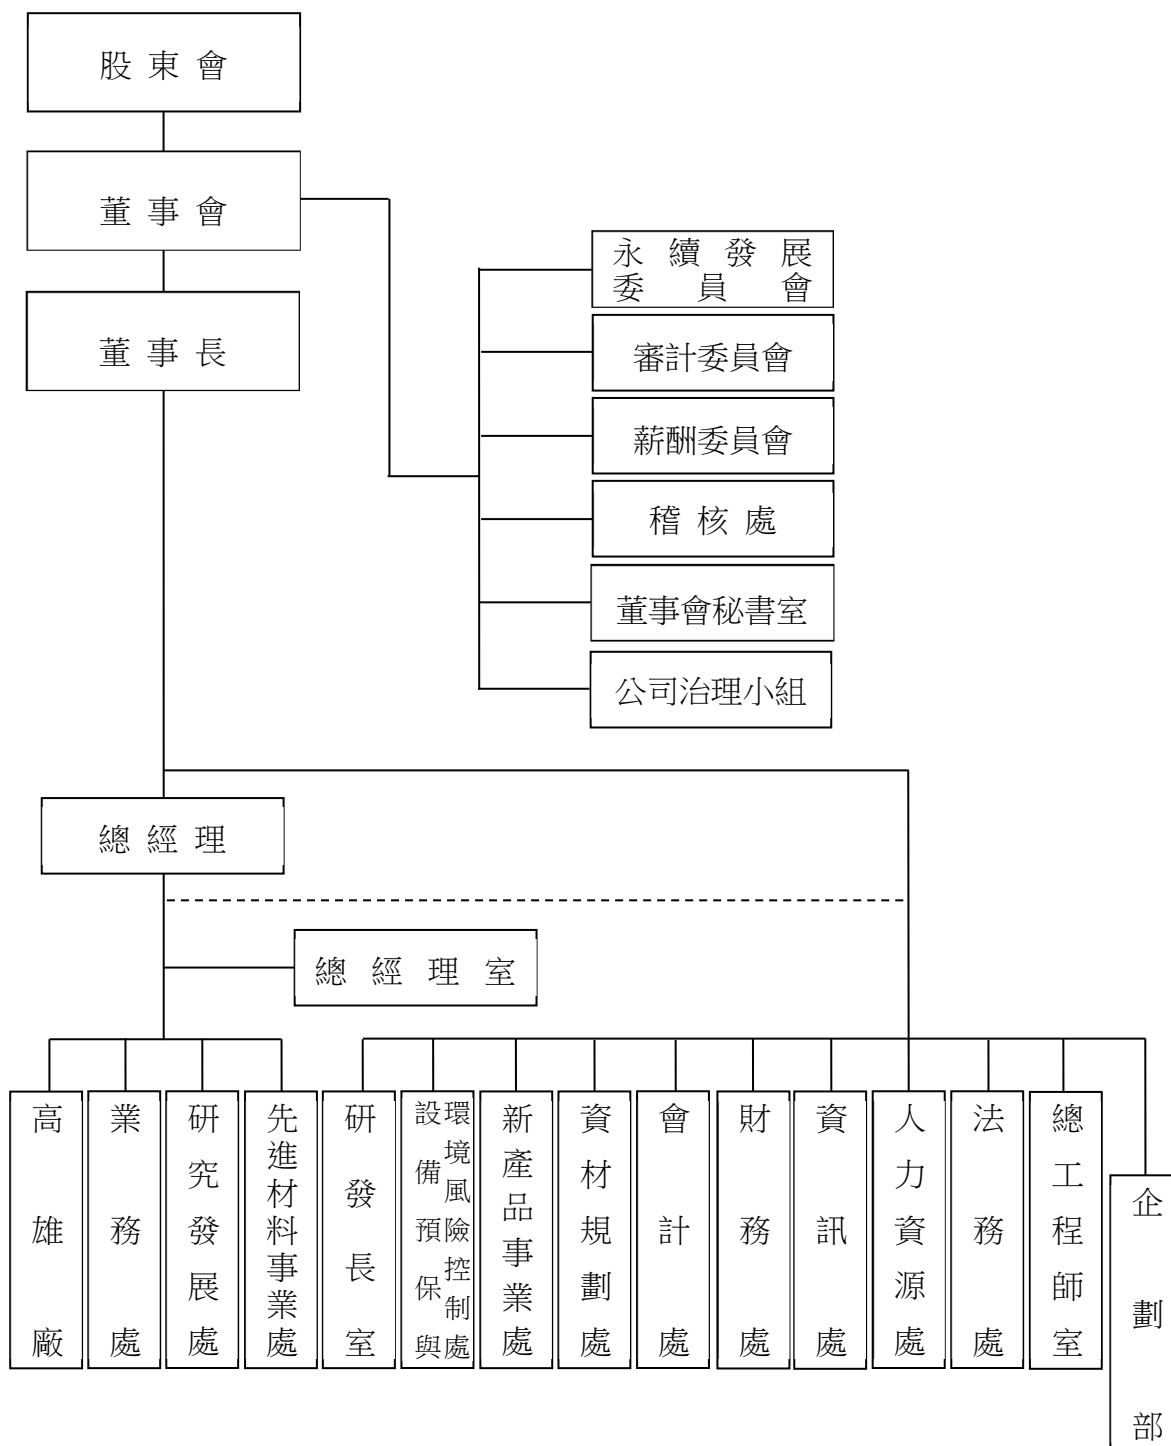 股東會
董事會
董事長
永續發展
委員會
審計委員會
薪酬委員會
稽核處
董事會秘書室
公司治理小組
總經理
總經理室
高雄廠
業務處
研究發展處
先進材料事業處
研發長室
設備預保與
環境風險控制處
新產品事業處
資材規劃處
會計處
財務處
資訊處
人力資源處
法務處
總工程師室
企劃部